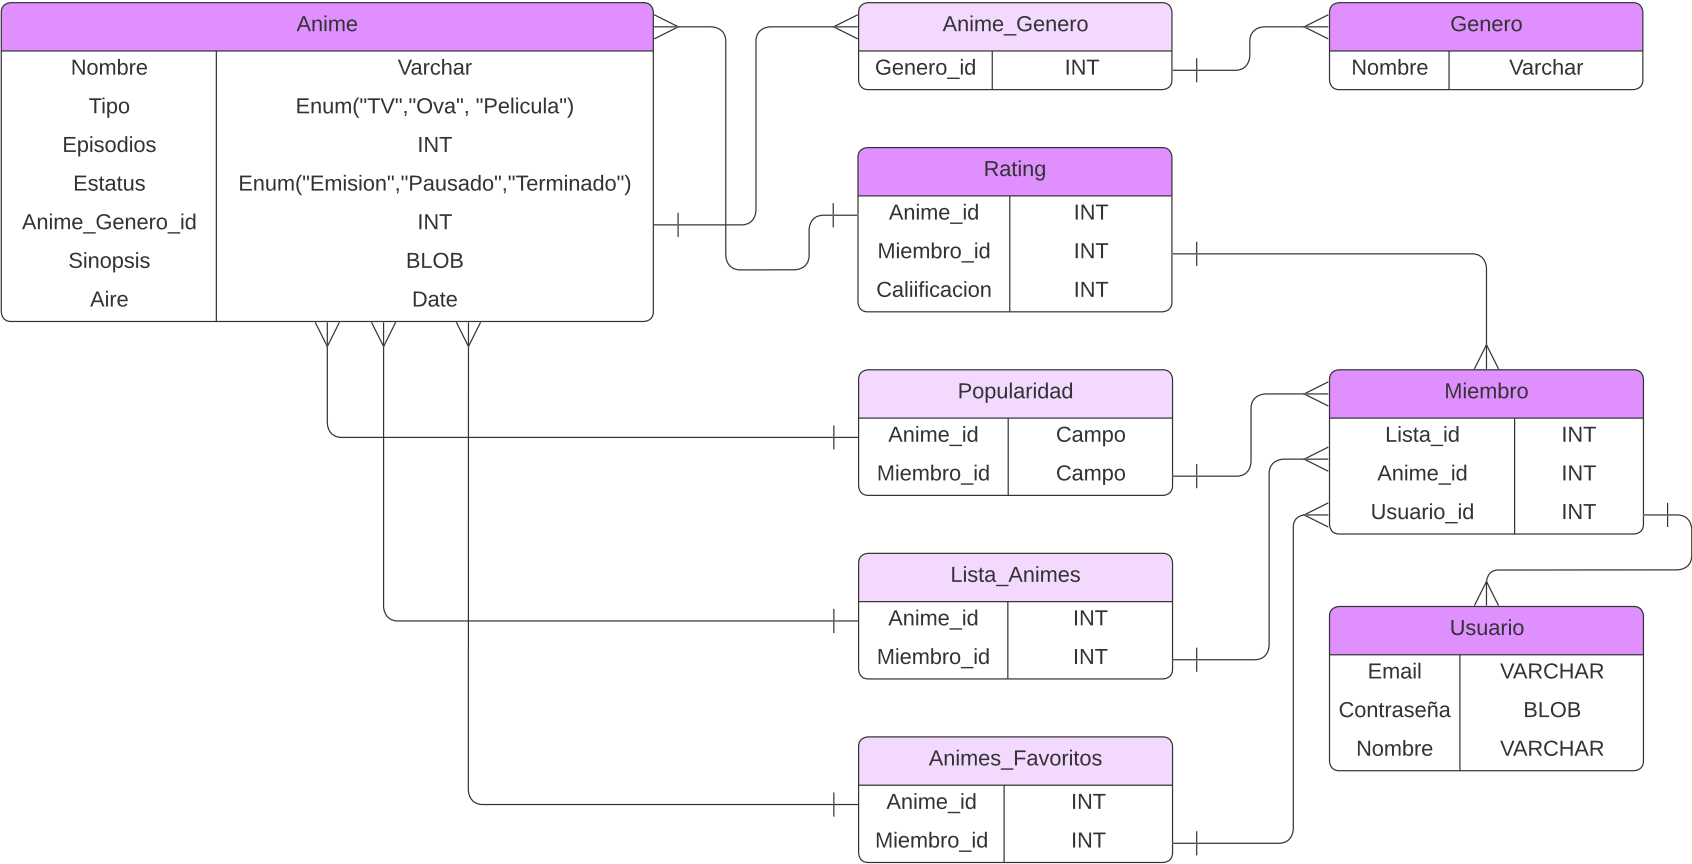 Anime
Nombre Varchar
Tipo Enum("TV","Ova", "Pelicula")
Episodios INT
Estatus Enum("Emision","Pausado","Terminado")
Anime_Genero_id INT
Sinopsis BLOB
Aire Date
Anime_Genero
Genero_id INT
Genero
Nombre Varchar
Rating
Anime_id INT
Miembro_id INT
Caliificacion INT
Popularidad
Anime_id Campo
Miembro_id Campo
Miembro
Lista_id INT
Anime_id INT
Usuario_id INT
Lista_Animes
Anime_id INT
Miembro_id INT
Usuario
Email VARCHAR
Contraseña BLOB
Nombre VARCHAR
Animes_Favoritos
Anime_id INT
Miembro_id INT